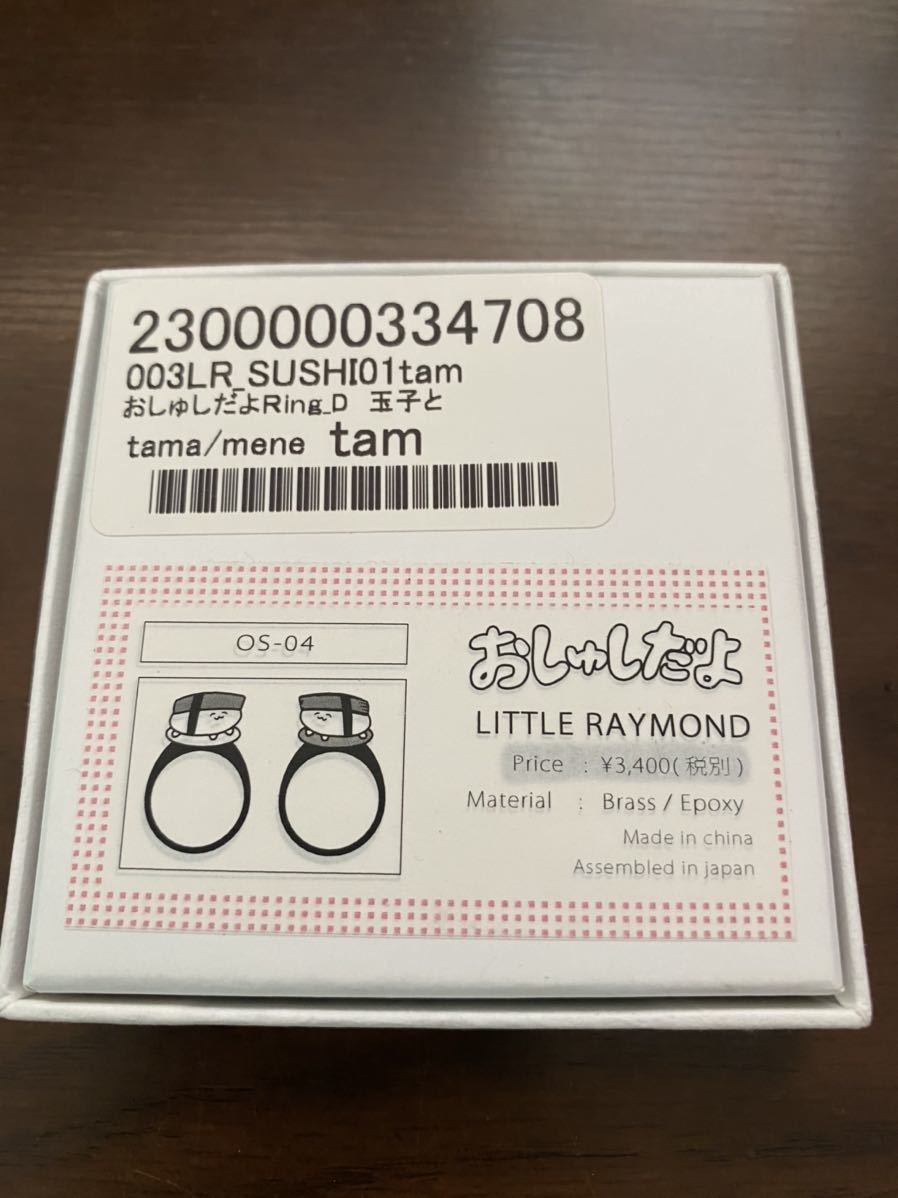 2300000334708
003LR_SUSHI01tam
おしゅしだよRing_D 玉子と
tama/mene tam
OS-04
おしゅしだよ
LITTLE RAYMOND
Price : ¥3,400(税別)
Material : Brass / Epoxy
Made in china
Assembled in japan